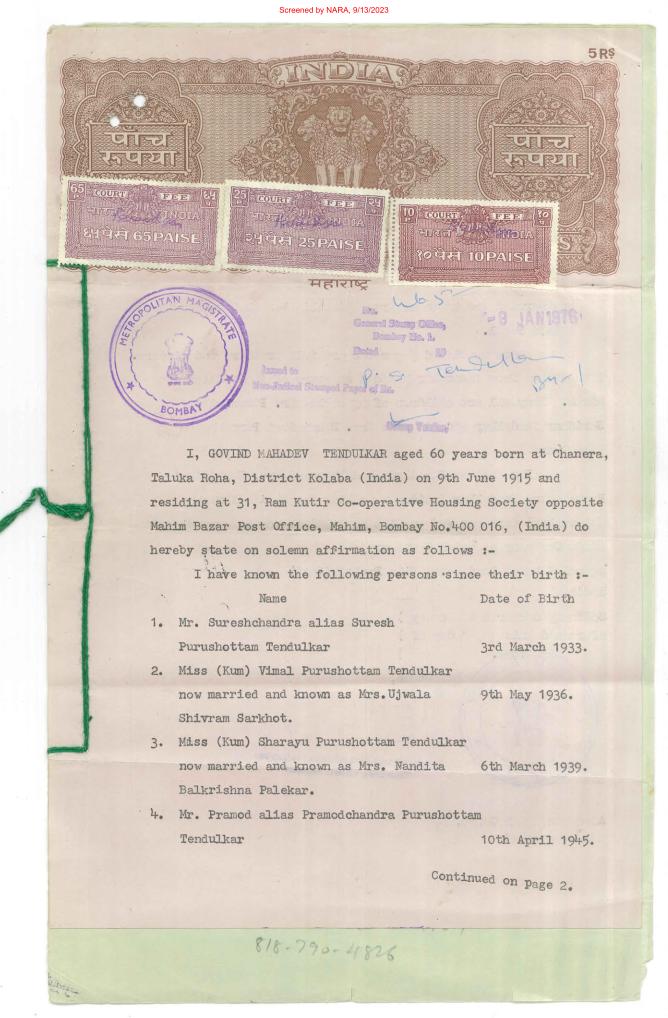 Screened by NARA, 9/13/2023
5 RS
INDIA
पाँच
रूपया
पाँच
रूपया
65 P COURT FEE ६५ प
भारत INDIA
६५ पैसे 65 PAISE
25 P COURT FEE २५ प
भारत INDIA
२५ पैसे 25 PAISE
10 P COURT FEE १० प
भारत INDIA
१० पैसे 10 PAISE
महाराष्ट्र
METROPOLITAN MAGISTRATE
BOMBAY
No.
General Stamp Office,
Bombay No. 1.
-8 JAN 1976
Dated 19
Issued to P. S. Tendulkar
Non-Judicial Stamped Paper of Rs.
Stamp Vendor,
I, GOVIND MAHADEV TENDULKAR aged 60 years born at Chanera,
Taluka Roha, District Kolaba (India) on 9th June 1915 and
residing at 31, Ram Kutir Co-operative Housing Society opposite
Mahim Bazar Post Office, Mahim, Bombay No.400 016, (India) do
hereby state on solemn affirmation as follows :-
I have known the following persons since their birth :-
Name Date of Birth
1. Mr. Sureshchandra alias Suresh
Purushottam Tendulkar 3rd March 1933.
2. Miss (Kum) Vimal Purushottam Tendulkar
now married and known as Mrs.Ujwala 9th May 1936.
Shivram Sarkhot.
3. Miss (Kum) Sharayu Purushottam Tendulkar
now married and known as Mrs. Nandita 6th March 1939.
Balkrishna Palekar.
4. Mr. Pramod alias Pramodchandra Purushottam
Tendulkar 10th April 1945.
Continued on page 2.
818-790-4826